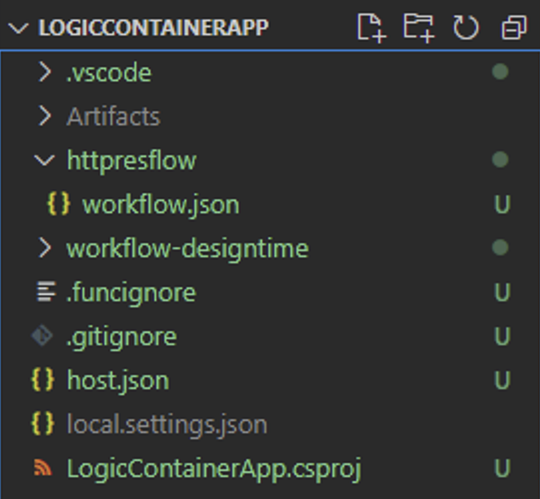 LOGICCONTAINERAPP
.vscode
Artifacts
httpresflow
{} workflow.json U
workflow-designtime
.funcignore U
.gitignore U
{} host.json U
{} local.settings.json
LogicContainerApp.csproj U